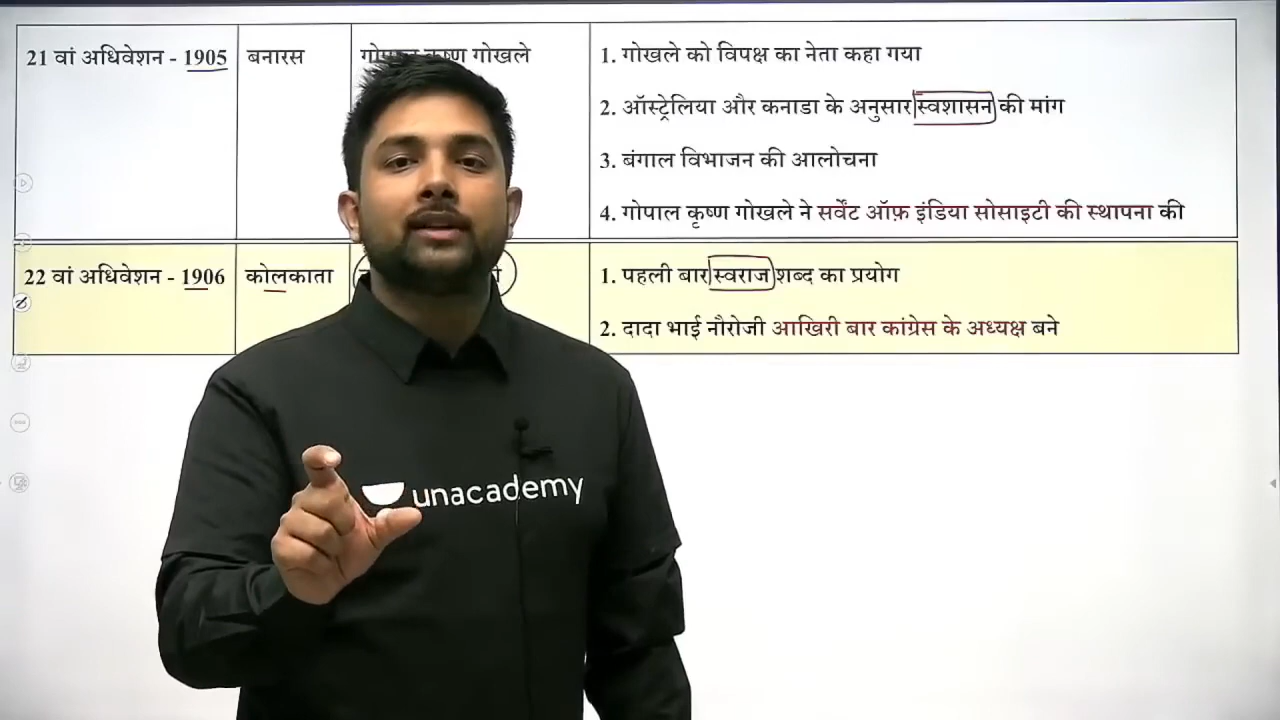 21 वां अधिवेशन - 1905
बनारस
गोपाल कृष्ण गोखले
1. गोखले को विपक्ष का नेता कहा गया
2. ऑस्ट्रेलिया और कनाडा के अनुसार स्वशासन की मांग
3. बंगाल विभाजन की आलोचना
4. गोपाल कृष्ण गोखले ने सर्वेंट ऑफ़ इंडिया सोसाइटी की स्थापना की
22 वां अधिवेशन - 1906
कोलकाता
1. पहली बार स्वराज शब्द का प्रयोग
2. दादा भाई नौरोजी आखिरी बार कांग्रेस के अध्यक्ष बने
unacademy